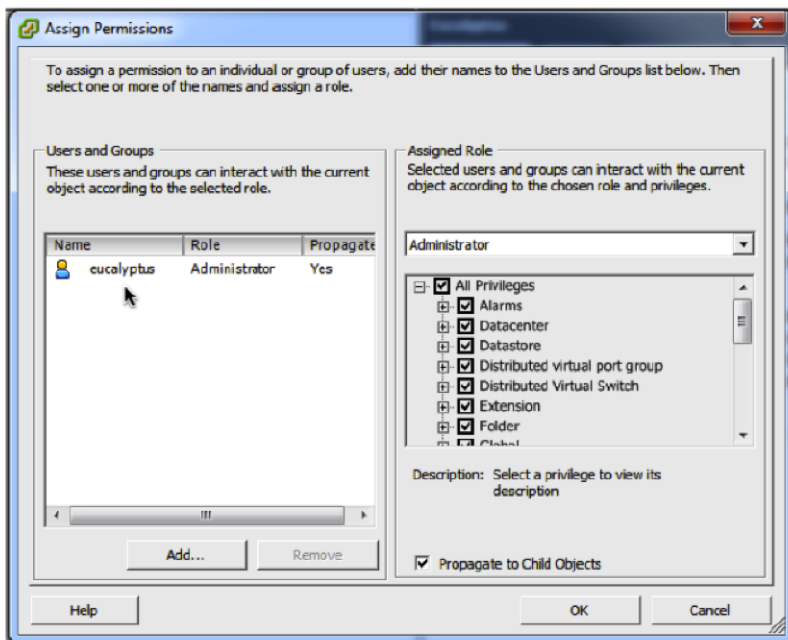 Assign Permissions
To assign a permission to an individual or group of users, add their names to the Users and Groups list below. Then
select one or more of the names and assign a role.
Users and Groups
These users and groups can interact with the current
object according to the selected role.
Name Role Propagate
eucalyptus Administrator Yes
Add... Remove
Assigned Role
Selected users and groups can interact with the current
object according to the chosen role and privileges.
Administrator
All Privileges
Alarms
Datacenter
Datastore
Distributed virtual port group
Distributed Virtual Switch
Extension
Folder
Global
Description: Select a privilege to view its
description
Propagate to Child Objects
Help OK Cancel